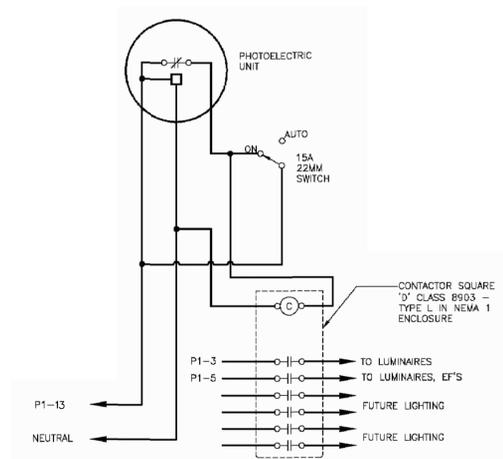 PHOTOELECTRIC
UNIT
AUTO
ON
15A
22MM
SWITCH
CONTACTOR SQUARE
'D' CLASS 8903 –
TYPE L IN NEMA 1
ENCLOSURE
C
P1–3
TO LUMINAIRES
P1–5
TO LUMINAIRES, EF'S
P1–13
FUTURE LIGHTING
NEUTRAL
FUTURE LIGHTING